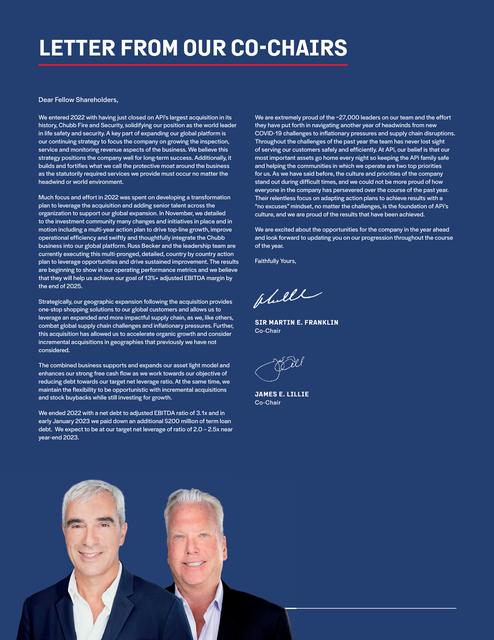 LETTER FROM OUR CO-CHAIRS
Dear Fellow Shareholders,
We entered 2022 with having just closed on APi's largest acquisition in its
history, Chubb Fire and Security, solidifying our position as the world leader
in life safety and security. A key part of expanding our global platform is
our continuing strategy to focus the company on growing the inspection,
service and monitoring revenue aspects of the business. We believe this
strategy positions the company well for long-term success. Additionally, it
builds and fortifies what we call the protective moat around the business
as the statutorily required services we provide must occur no matter the
headwind or world environment.
Much focus and effort in 2022 was spent on developing a transformation
plan to leverage the acquisition and adding senior talent across the
organization to support our global expansion. In November, we detailed
to the investment community many changes and initiatives in place and in
motion including a multi-year action plan to drive top-line growth, improve
operational efficiency and swiftly and thoughtfully integrate the Chubb
business into our global platform. Russ Becker and the leadership team are
currently executing this multi-pronged, detailed, country by country action
plan to leverage opportunities and drive sustained improvement. The results
are beginning to show in our operating performance metrics and we believe
that they will help us achieve our goal of 13%+ adjusted EBITDA margin by
the end of 2025.
Strategically, our geographic expansion following the acquisition provides
one-stop shopping solutions to our global customers and allows us to
leverage an expanded and more impactful supply chain, as we, like others,
combat global supply chain challenges and inflationary pressures. Further,
this acquisition has allowed us to accelerate organic growth and consider
incremental acquisitions in geographies that previously we have not
considered.
The combined business supports and expands our asset light model and
enhances our strong free cash flow as we work towards our objective of
reducing debt towards our target net leverage ratio. At the same time, we
maintain the flexibility to be opportunistic with incremental acquisitions
and stock buybacks while still investing for growth.
We ended 2022 with a net debt to adjusted EBITDA ratio of 3.1x and in
early January 2023 we paid down an additional $200 million of term loan
debt. We expect to be at our target net leverage of ratio of 2.0 – 2.5x near
year-end 2023.
We are extremely proud of the ~27,000 leaders on our team and the effort
they have put forth in navigating another year of headwinds from new
COVID-19 challenges to inflationary pressures and supply chain disruptions.
Throughout the challenges of the past year the team has never lost sight
of serving our customers safely and efficiently. At APi, our belief is that our
most important assets go home every night so keeping the APi family safe
and helping the communities in which we operate are two top priorities
for us. As we have said before, the culture and priorities of the company
stand out during difficult times, and we could not be more proud of how
everyone in the company has persevered over the course of the past year.
Their relentless focus on adapting action plans to achieve results with a
"no excuses" mindset, no matter the challenges, is the foundation of APi's
culture, and we are proud of the results that have been achieved.
We are excited about the opportunities for the company in the year ahead
and look forward to updating you on our progression throughout the course
of the year.
Faithfully Yours,
SIR MARTIN E. FRANKLIN
Co-Chair
JAMES E. LILLIE
Co-Chair